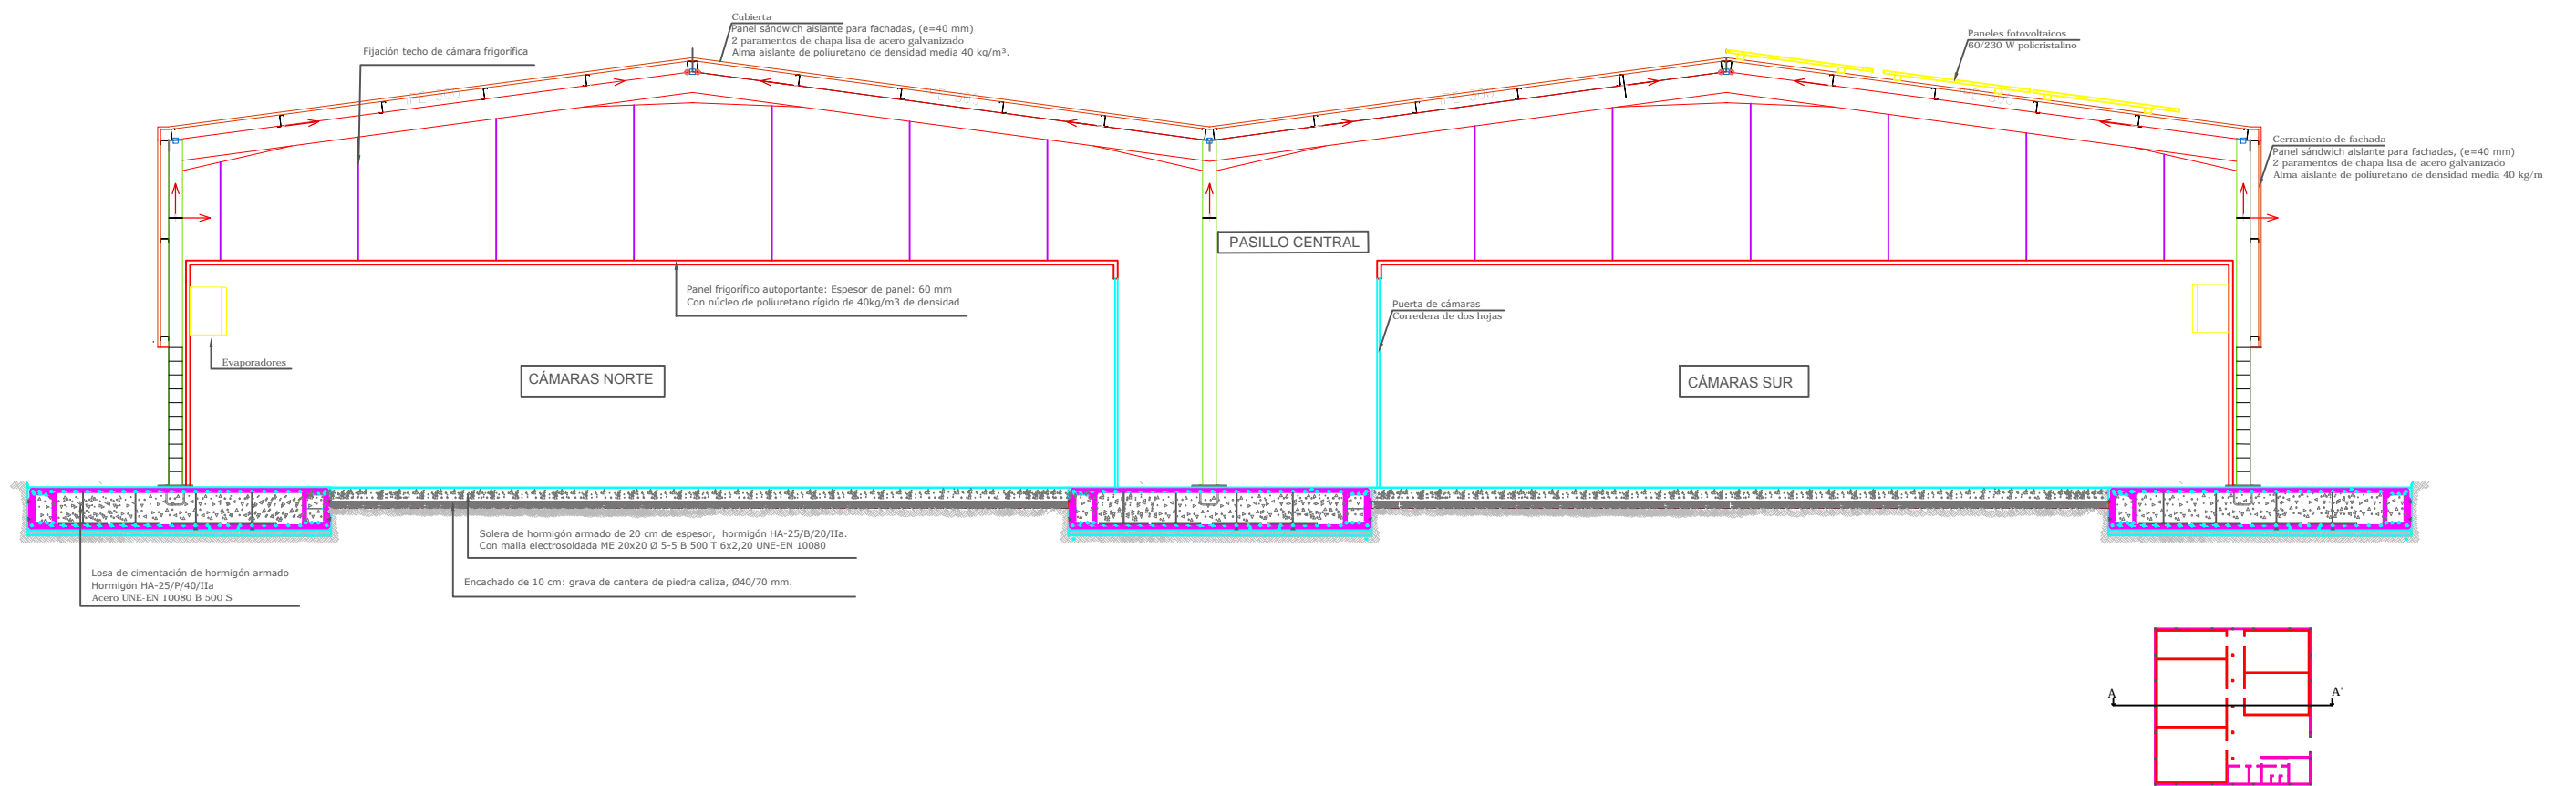 Cubierta
Panel sándwich aislante para fachadas, (e=40 mm)
2 paramentos de chapa lisa de acero galvanizado
Alma aislante de poliuretano de densidad media 40 kg/m³.
Fijación techo de cámara frigorífica
Paneles fotovoltaicos
60/230 W policristalino
Cerramiento de fachada
Panel sándwich aislante para fachadas, (e=40 mm)
2 paramentos de chapa lisa de acero galvanizado
Alma aislante de poliuretano de densidad media 40 kg/m
PASILLO CENTRAL
Panel frigorífico autoportante: Espesor de panel: 60 mm
Con núcleo de poliuretano rígido de 40kg/m3 de densidad
Puerta de cámaras
Corredera de dos hojas
Evaporadores
CÁMARAS NORTE
CÁMARAS SUR
Solera de hormigón armado de 20 cm de espesor, hormigón HA-25/B/20/IIa.
Con malla electrosoldada ME 20x20 Ø 5-5 B 500 T 6x2,20 UNE-EN 10080
Losa de cimentación de hormigón armado
Hormigón HA-25/P/40/IIa
Acero UNE-EN 10080 B 500 S
Encachado de 10 cm: grava de cantera de piedra caliza, Ø40/70 mm.
A
A'